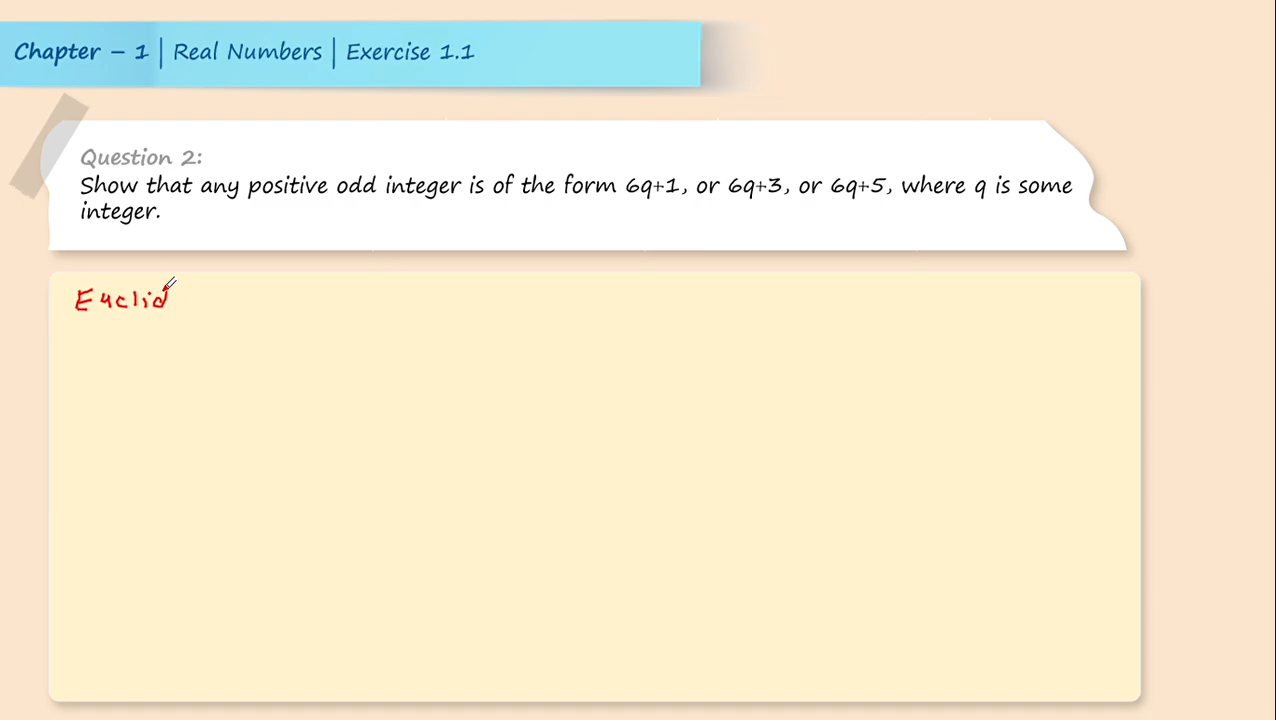 Chapter – 1 | Real Numbers | Exercise 1.1
Question 2:
Show that any positive odd integer is of the form 6q+1, or 6q+3, or 6q+5, where q is some
integer.
Euclid